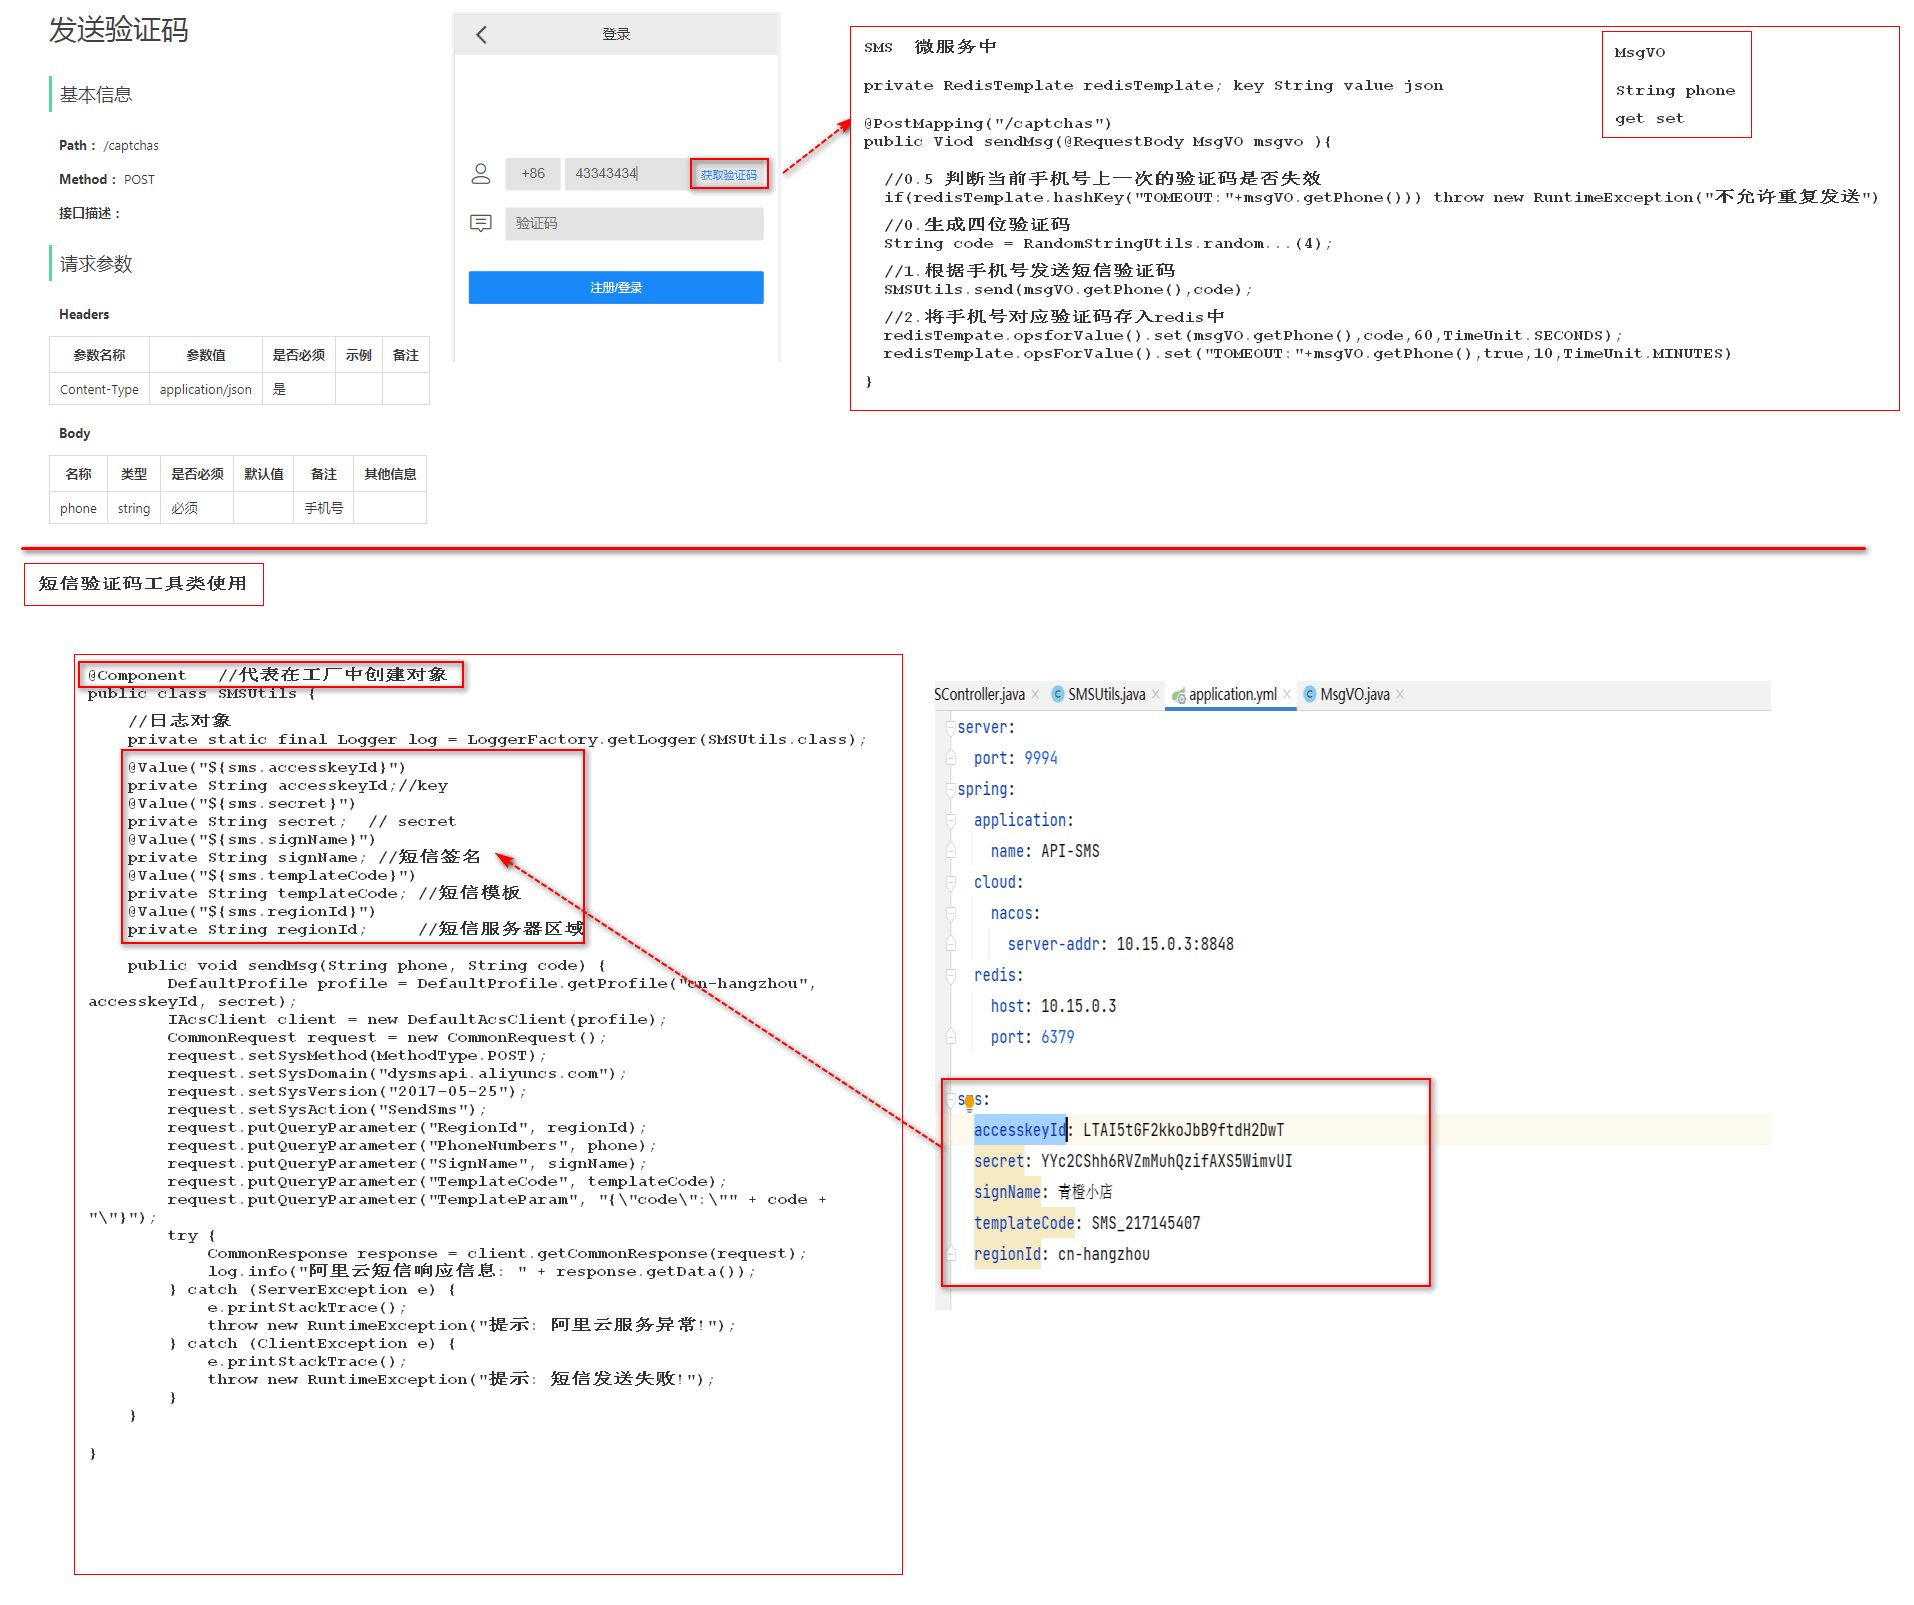 发送验证码
基本信息
Path： /captchas
Method： POST
接口描述：
请求参数
Headers
参数名称 参数值 是否必须 示例 备注
Content-Type application/json 是
Body
名称 类型 是否必须 默认值 备注 其他信息
phone string 必须 手机号
登录
+86 43343434 获取验证码
验证码
注册/登录
SMS 微服务中
private RedisTemplate redisTemplate; key String value json
@PostMapping("/captchas")
public Viod sendMsg(@RequestBody MsgVO msgvo ){
//0.5 判断当前手机号上一次的验证码是否失效
if(redisTemplate.hashKey("TOMEOUT:"+msgVO.getPhone())) throw new RuntimeException("不允许重复发送")
//0.生成四位验证码
String code = RandomStringUtils.random...(4);
//1.根据手机号发送短信验证码
SMSUtils.send(msgVO.getPhone(),code);
//2.将手机号对应验证码存入redis中
redisTempate.opsforValue().set(msgVO.getPhone(),code,60,TimeUnit.SECONDS);
redisTemplate.opsForValue().set("TOMEOUT:"+msgVO.getPhone(),true,10,TimeUnit.MINUTES)
}
MsgVO
String phone
get set
短信验证码工具类使用
@Component //代表在工厂中创建对象
public class SMSUtils {
//日志对象
private static final Logger log = LoggerFactory.getLogger(SMSUtils.class);
@Value("${sms.accesskeyId}")
private String accesskeyId;//key
@Value("${sms.secret}")
private String secret; // secret
@Value("${sms.signName}")
private String signName; //短信签名
@Value("${sms.templateCode}")
private String templateCode; //短信模板
@Value("${sms.regionId}")
private String regionId; //短信服务器区域
public void sendMsg(String phone, String code) {
DefaultProfile profile = DefaultProfile.getProfile("cn-hangzhou",
accesskeyId, secret);
IAcsClient client = new DefaultAcsClient(profile);
CommonRequest request = new CommonRequest();
request.setSysMethod(MethodType.POST);
request.setSysDomain("dysmsapi.aliyuncs.com");
request.setSysVersion("2017-05-25");
request.setSysAction("SendSms");
request.putQueryParameter("RegionId", regionId);
request.putQueryParameter("PhoneNumbers", phone);
request.putQueryParameter("SignName", signName);
request.putQueryParameter("TemplateCode", templateCode);
request.putQueryParameter("TemplateParam", "{\"code\":\"" + code +
"\"}");
try {
CommonResponse response = client.getCommonResponse(request);
log.info("阿里云短信响应信息: " + response.getData());
} catch (ServerException e) {
e.printStackTrace();
throw new RuntimeException("提示: 阿里云服务异常!");
} catch (ClientException e) {
e.printStackTrace();
throw new RuntimeException("提示: 短信发送失败!");
}
}
}
SController.java SMSUtils.java application.yml MsgVO.java
server:
port: 9994
spring:
application:
name: API-SMS
cloud:
nacos:
server-addr: 10.15.0.3:8848
redis:
host: 10.15.0.3
port: 6379
sms:
accesskeyId: LTAI5tGF2kkoJbB9ftdH2DwT
secret: YYc2CShh6RVZmMuhQzifAXS5WimvUI
signName: 青橙小店
templateCode: SMS_217145407
regionId: cn-hangzhou